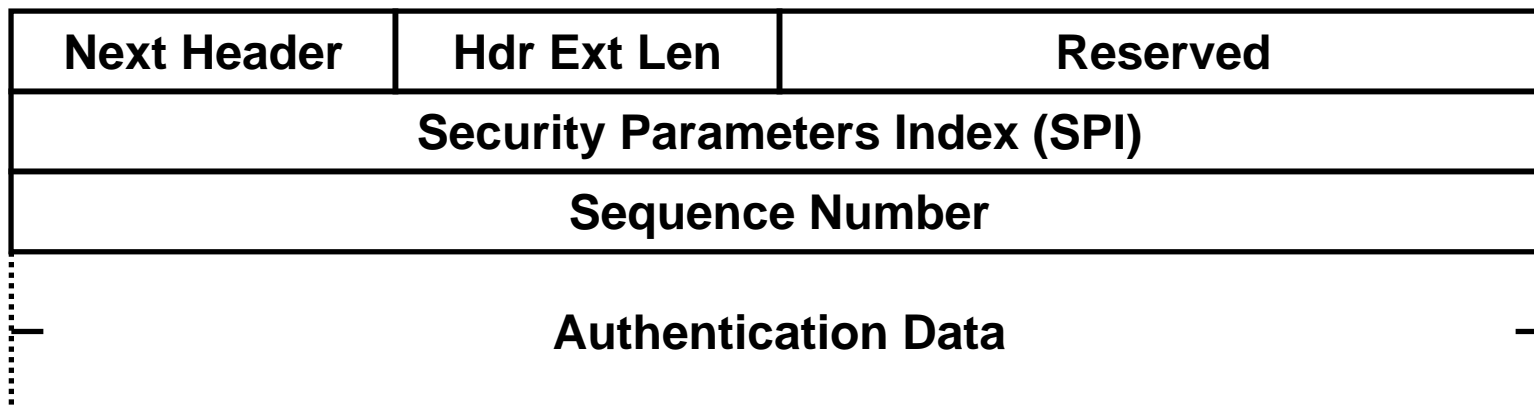 Next Header Hdr Ext Len Reserved
Security Parameters Index (SPI)
Sequence Number
Authentication Data